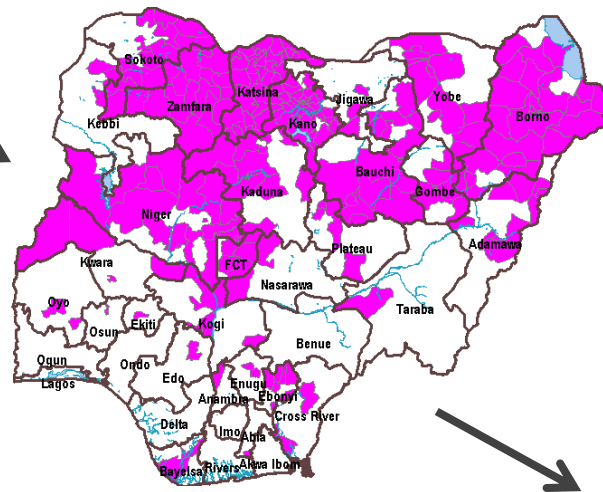 Sokoto
Katsina
Jigawa
Yobe
Zamfara
Kano
Borno
Kebbi
Bauchi
Kaduna
Gombe
Niger
Plateau
Adamawa
Kwara
FCT
Nasarawa
Oyo
Taraba
Osun
Ekiti
Kogi
Benue
Ogun
Ondo
Lagos
Edo
Enugu
Anambra
Ebonyi
Cross River
Delta
Imo
Abia
Bayelsa
Rivers
Akwa Ibom